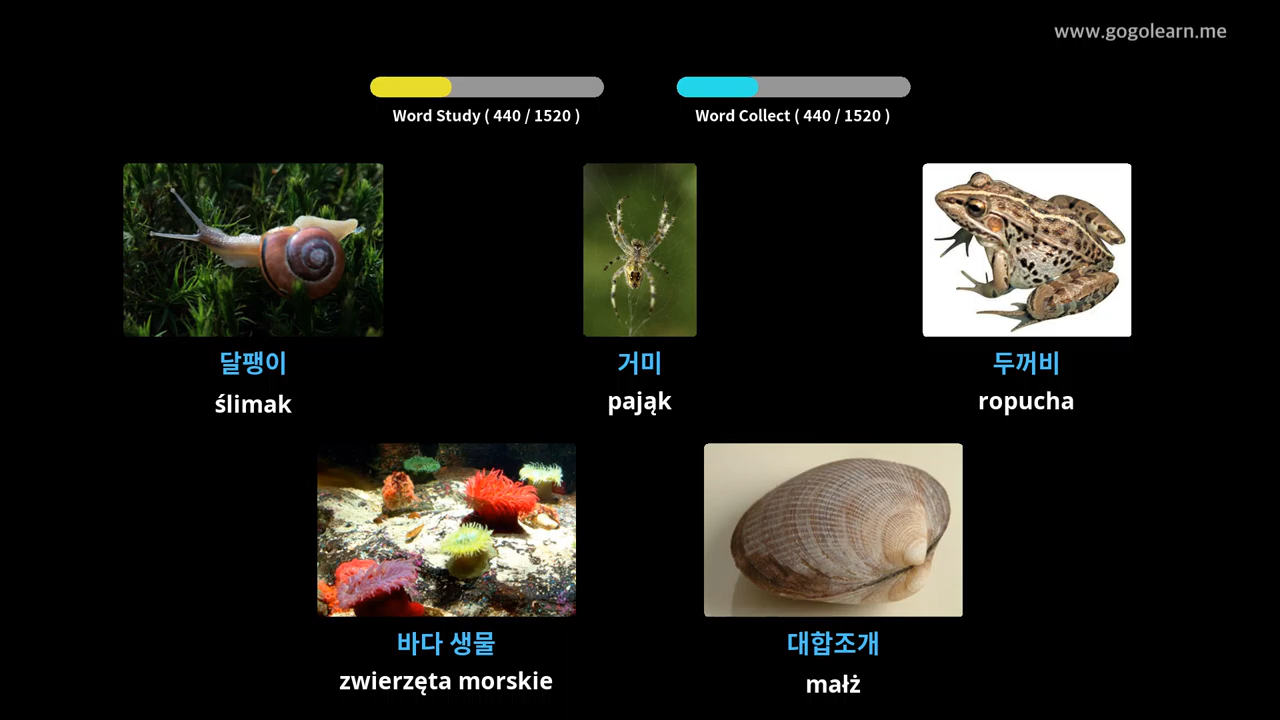 www.gogolearn.me
Word Study ( 440 / 1520 )
Word Collect ( 440 / 1520 )
달팽이
ślimak
거미
pająk
두꺼비
ropucha
바다 생물
zwierzęta morskie
대합조개
małż